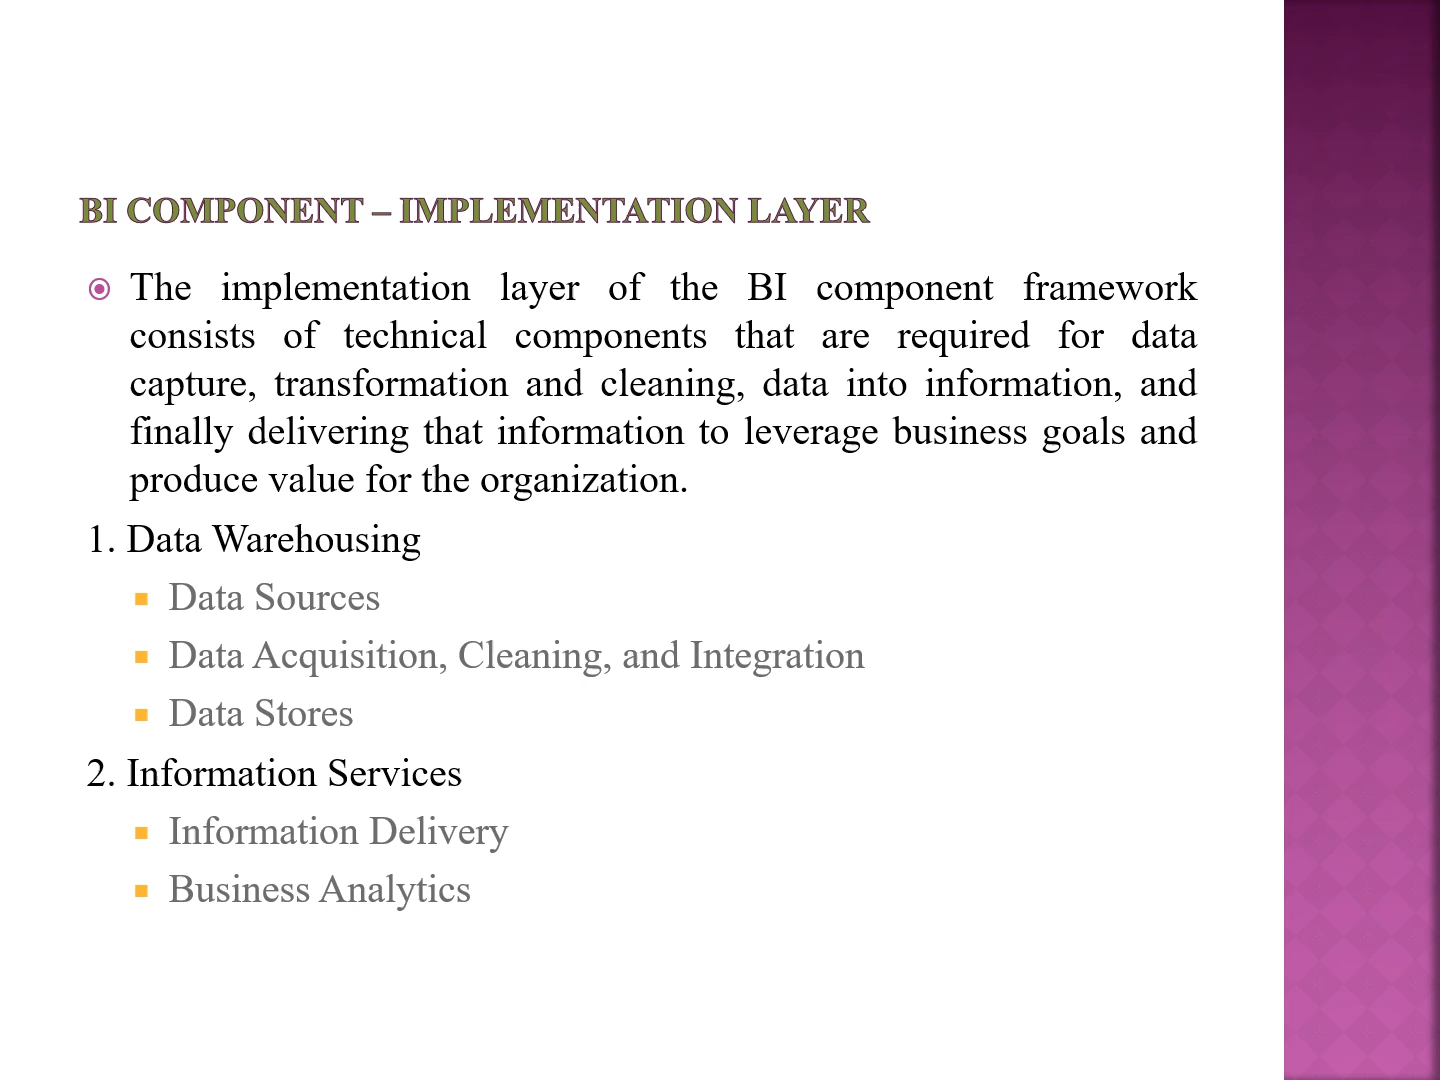 BI COMPONENT – IMPLEMENTATION LAYER
The implementation layer of the BI component framework
consists of technical components that are required for data
capture, transformation and cleaning, data into information, and
finally delivering that information to leverage business goals and
produce value for the organization.
1. Data Warehousing
Data Sources
Data Acquisition, Cleaning, and Integration
Data Stores
2. Information Services
Information Delivery
Business Analytics